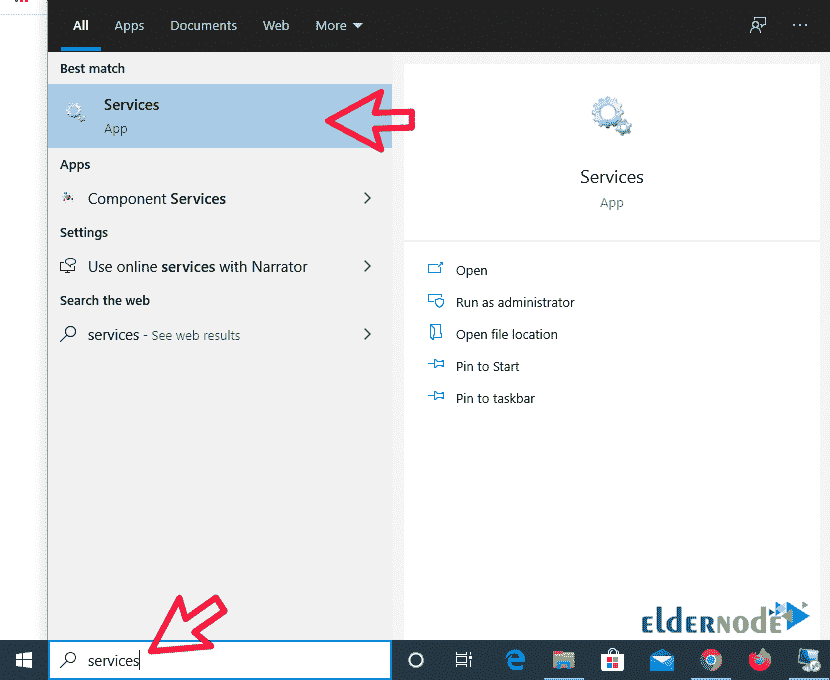 All Apps Documents Web More
Best match
Services
App
Apps
Component Services
Settings
Use online services with Narrator
Search the web
services - See web results
Services
App
Open
Run as administrator
Open file location
Pin to Start
Pin to taskbar
eldernode
services